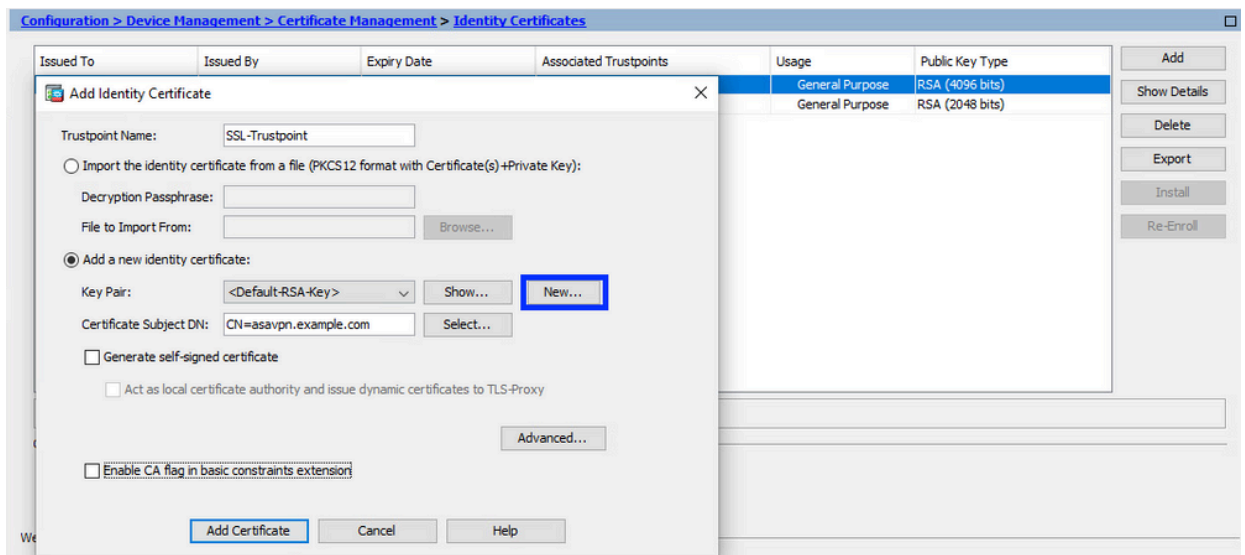 Configuration > Device Management > Certificate Management > Identity Certificates
Issued To Issued By Expiry Date Associated Trustpoints Usage Public Key Type
General Purpose RSA (4096 bits)
General Purpose RSA (2048 bits)
Add
Show Details
Delete
Export
Install
Re-Enroll
Add Identity Certificate
Trustpoint Name: SSL-Trustpoint
Import the identity certificate from a file (PKCS12 format with Certificate(s)+Private Key):
Decryption Passphrase:
File to Import From: Browse...
Add a new identity certificate:
Key Pair: <Default-RSA-Key> Show... New...
Certificate Subject DN: CN=asavpn.example.com Select...
Generate self-signed certificate
Act as local certificate authority and issue dynamic certificates to TLS-Proxy
Advanced...
Enable CA flag in basic constraints extension
Add Certificate Cancel Help